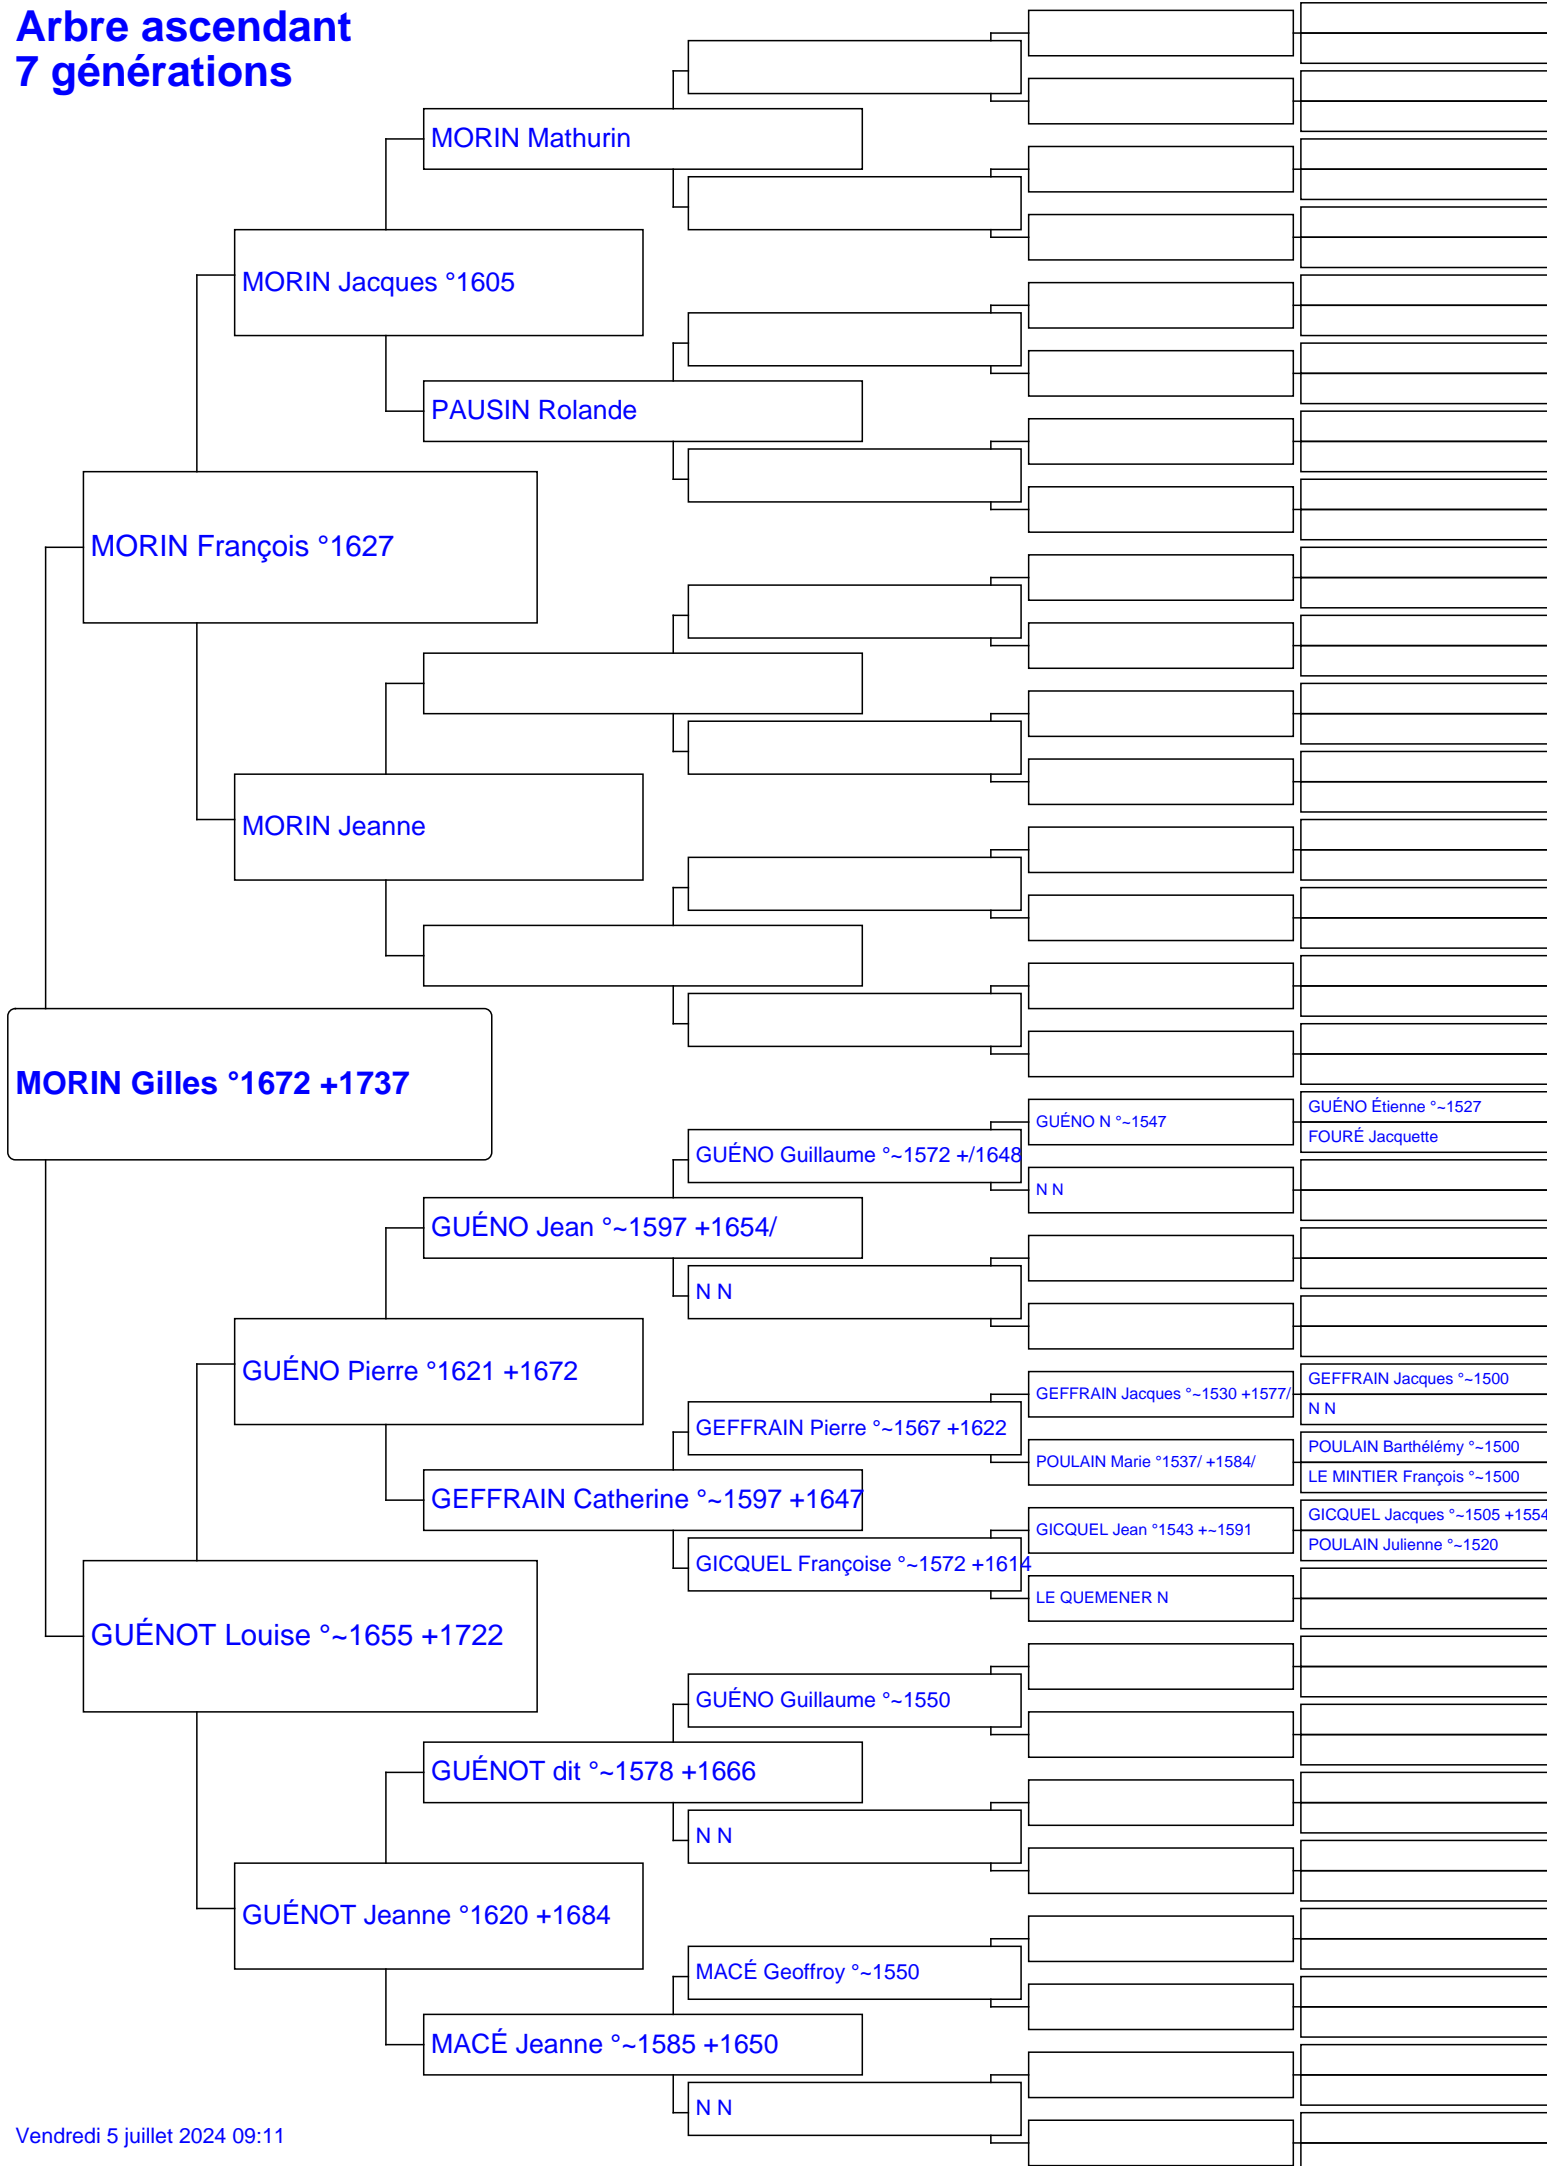 Arbre ascendant
7 générations
MORIN Mathurin
MORIN Jacques °1605
PAUSIN Rolande
MORIN François °1627
MORIN Jeanne
MORIN Gilles °1672 +1737
GUÉNO Étienne °~1527
GUÉNO N °~1547
FOURÉ Jacquette
GUÉNO Guillaume °~1572 +/1648
N N
GUÉNO Jean °~1597 +1654/
N N
GUÉNO Pierre °1621 +1672
GEFFRAIN Jacques °~1500
GEFFRAIN Jacques °~1530 +1577/
N N
GEFFRAIN Pierre °~1567 +1622
POULAIN Barthélémy °~1500
POULAIN Marie °1537/ +1584/
LE MINTIER François °~1500
GEFFRAIN Catherine °~1597 +1647
GICQUEL Jacques °~1505 +1554
GICQUEL Jean °1543 +~1591
POULAIN Julienne °~1520
GICQUEL Françoise °~1572 +1614
LE QUEMENER N
GUÉNOT Louise °~1655 +1722
GUÉNO Guillaume °~1550
GUÉNOT dit °~1578 +1666
N N
GUÉNOT Jeanne °1620 +1684
MACÉ Geoffroy °~1550
MACÉ Jeanne °~1585 +1650
N N
Vendredi 5 juillet 2024 09:11